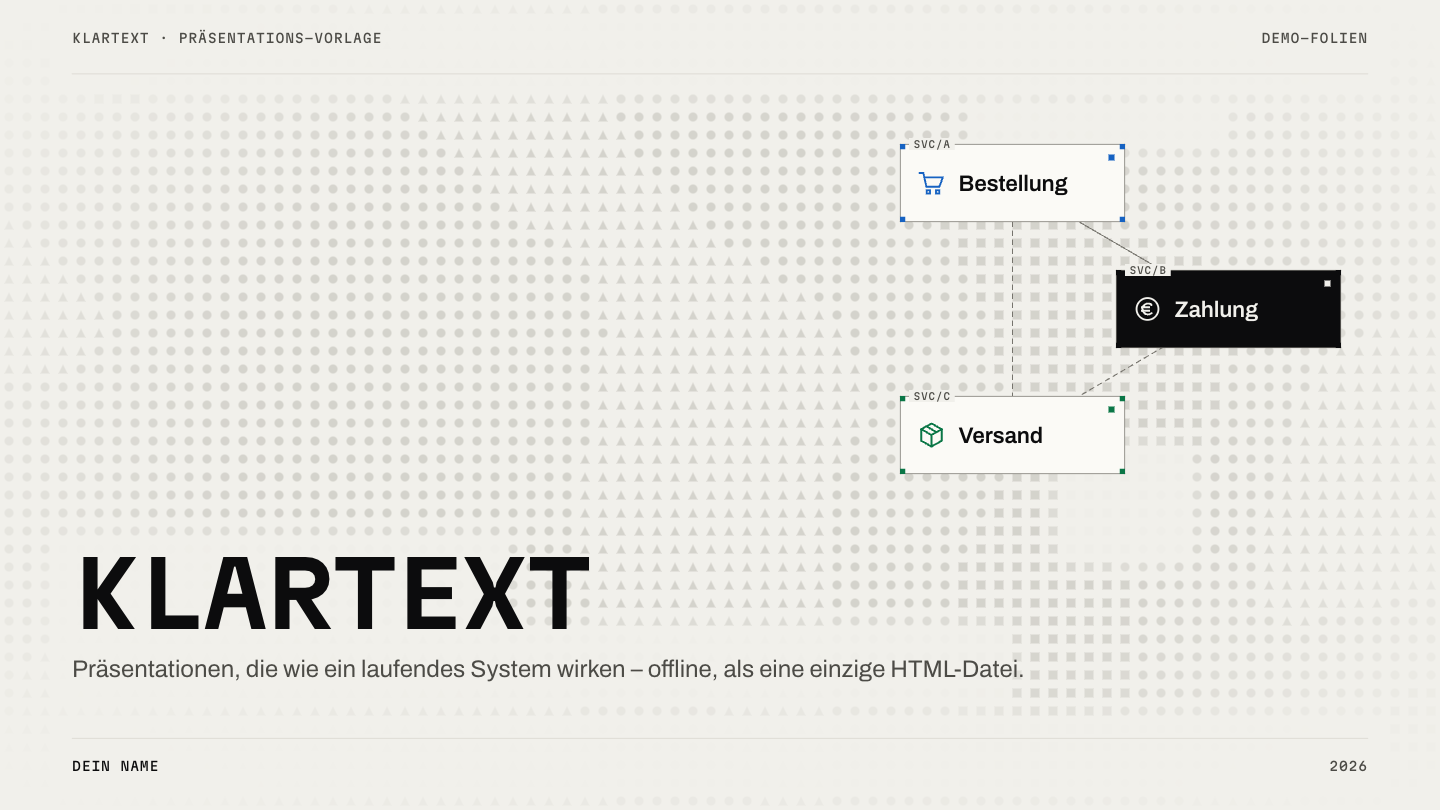 KLARTEXT · PRÄSENTATIONS–VORLAGE
DEMO–FOLIEN
SVC/A
Bestellung
SVC/B
Zahlung
SVC/C
Versand
KLARTEXT
Präsentationen, die wie ein laufendes System wirken – offline, als eine einzige HTML-Datei.
DEIN NAME
2026